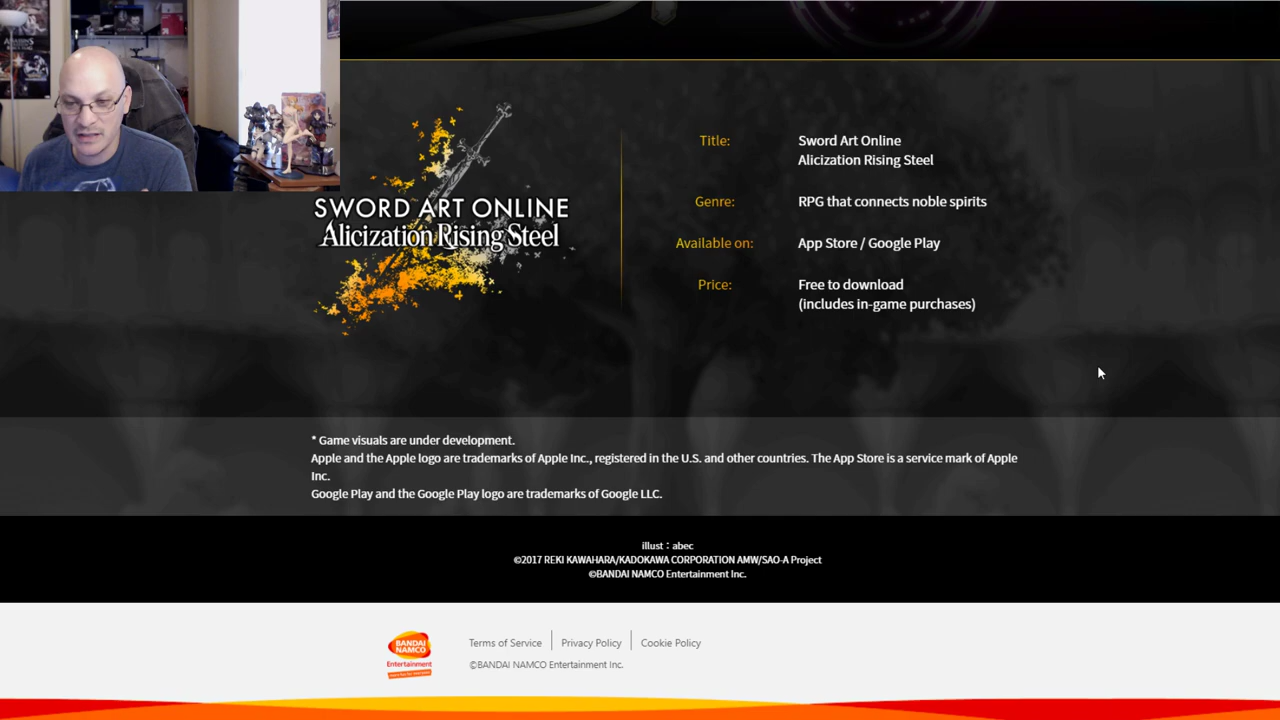 SWORD ART ONLINE
Alicization Rising Steel
Title: Sword Art Online
Alicization Rising Steel
Genre: RPG that connects noble spirits
Available on: App Store / Google Play
Price: Free to download
(includes in-game purchases)
* Game visuals are under development.
Apple and the Apple logo are trademarks of Apple Inc., registered in the U.S. and other countries. The App Store is a service mark of Apple
Inc.
Google Play and the Google Play logo are trademarks of Google LLC.
illust : abec
©2017 REKI KAWAHARA/KADOKAWA CORPORATION AMW/SAO-A Project
©BANDAI NAMCO Entertainment Inc.
BANDAI
NAMCO
Entertainment
Terms of Service
Privacy Policy
Cookie Policy
©BANDAI NAMCO Entertainment Inc.